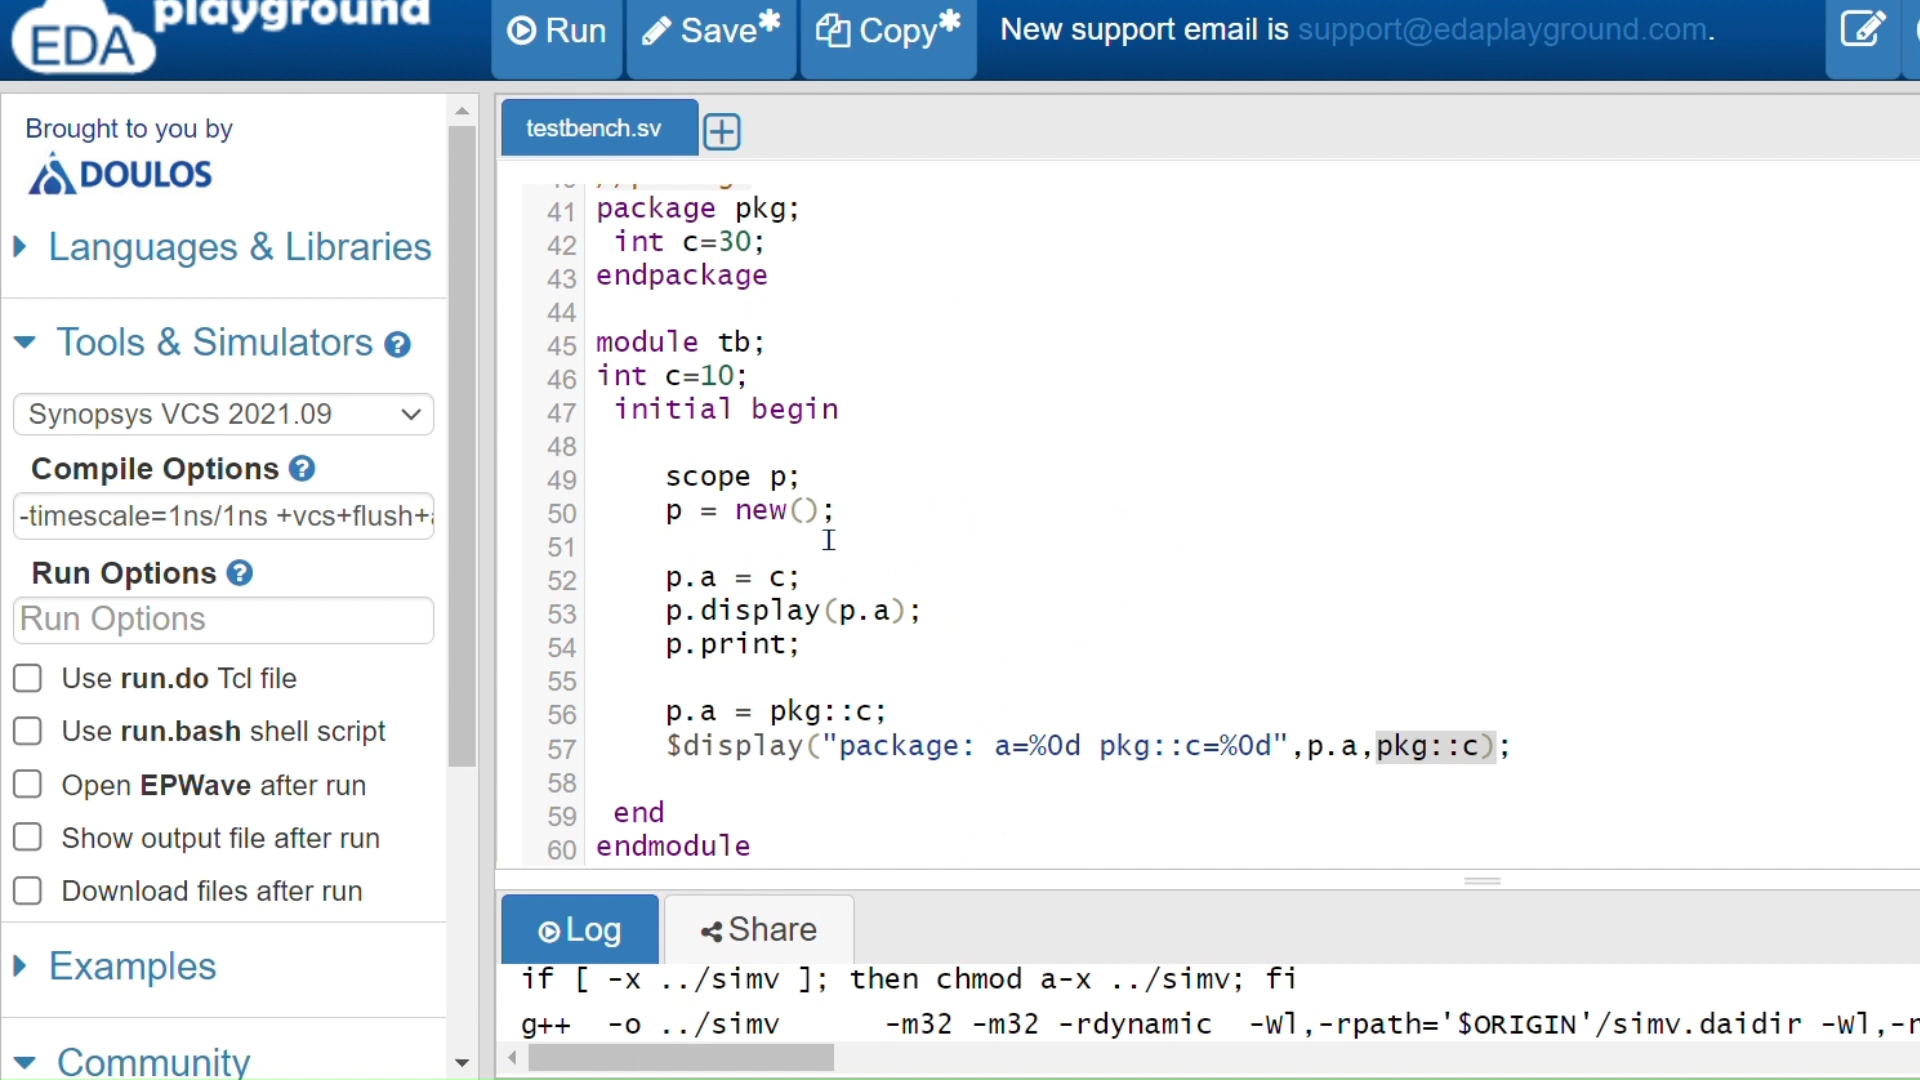 EDA playground
Run
Save*
Copy*
New support email is support@edaplayground.com.
Brought to you by
DOULOS
Languages & Libraries
Tools & Simulators ?
Synopsys VCS 2021.09
Compile Options ?
-timescale=1ns/1ns +vcs+flush+
Run Options ?
Run Options
Use run.do Tcl file
Use run.bash shell script
Open EPWave after run
Show output file after run
Download files after run
Examples
Community
testbench.sv
41 package pkg;
42 int c=30;
43 endpackage
44
45 module tb;
46 int c=10;
47 initial begin
48
49 scope p;
50 p = new();
51
52 p.a = c;
53 p.display(p.a);
54 p.print;
55
56 p.a = pkg::c;
57 $display("package: a=%0d pkg::c=%0d",p.a,pkg::c);
58
59 end
60 endmodule
Log
Share
if [ -x ../simv ]; then chmod a-x ../simv; fi
g++ -o ../simv -m32 -m32 -rdynamic -Wl,-rpath='$ORIGIN'/simv.daidir -Wl,-